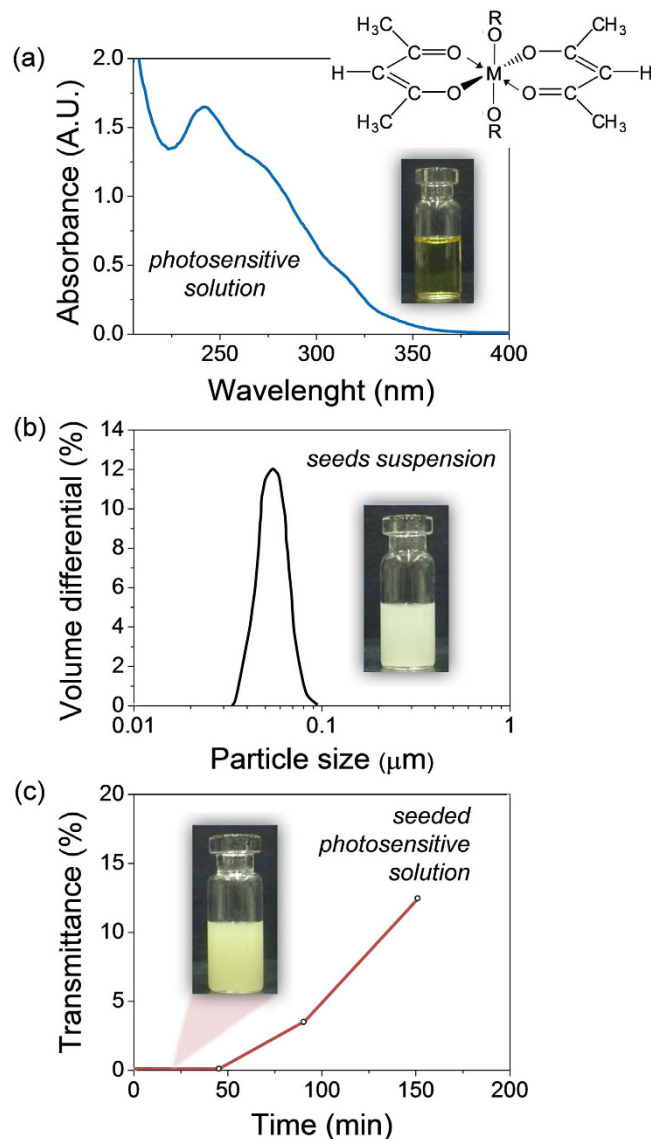 (a)
2.0
1.5
1.0
0.5
0.0
Absorbance (A.U.)
250
300
350
400
Wavelenght (nm)
photosensitive
solution
R
H₃C
O
CH₃
C=O
O
C
H
C
M
C
H
C
O
O=C
H₃C
O
CH₃
R
(b)
14
12
10
8
6
4
2
0
Volume differential (%)
0.01
0.1
1
Particle size (μm)
seeds suspension
(c)
20
15
10
5
0
Transmittance (%)
0
50
100
150
200
Time (min)
seeded
photosensitive
solution